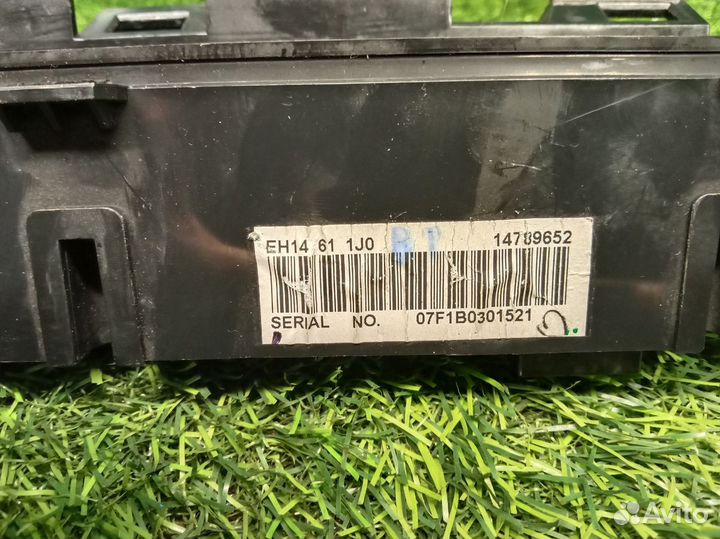 EH14 61 1J0 14789652
SERIAL NO. 07F1B0301521
Avito